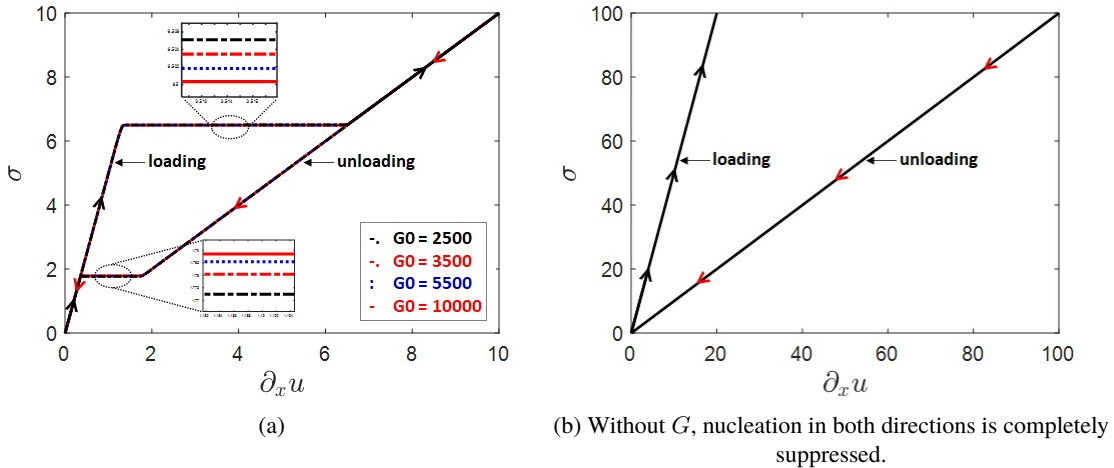 10
8
6
4
2
0
0
2
4
6
8
10
σ
∂ₓu
loading
unloading
-. G0 = 2500
-. G0 = 3500
: G0 = 5500
- G0 = 10000
(a)
100
80
60
40
20
0
0
20
40
60
80
100
σ
∂ₓu
loading
unloading
(b) Without G, nucleation in both directions is completely
suppressed.